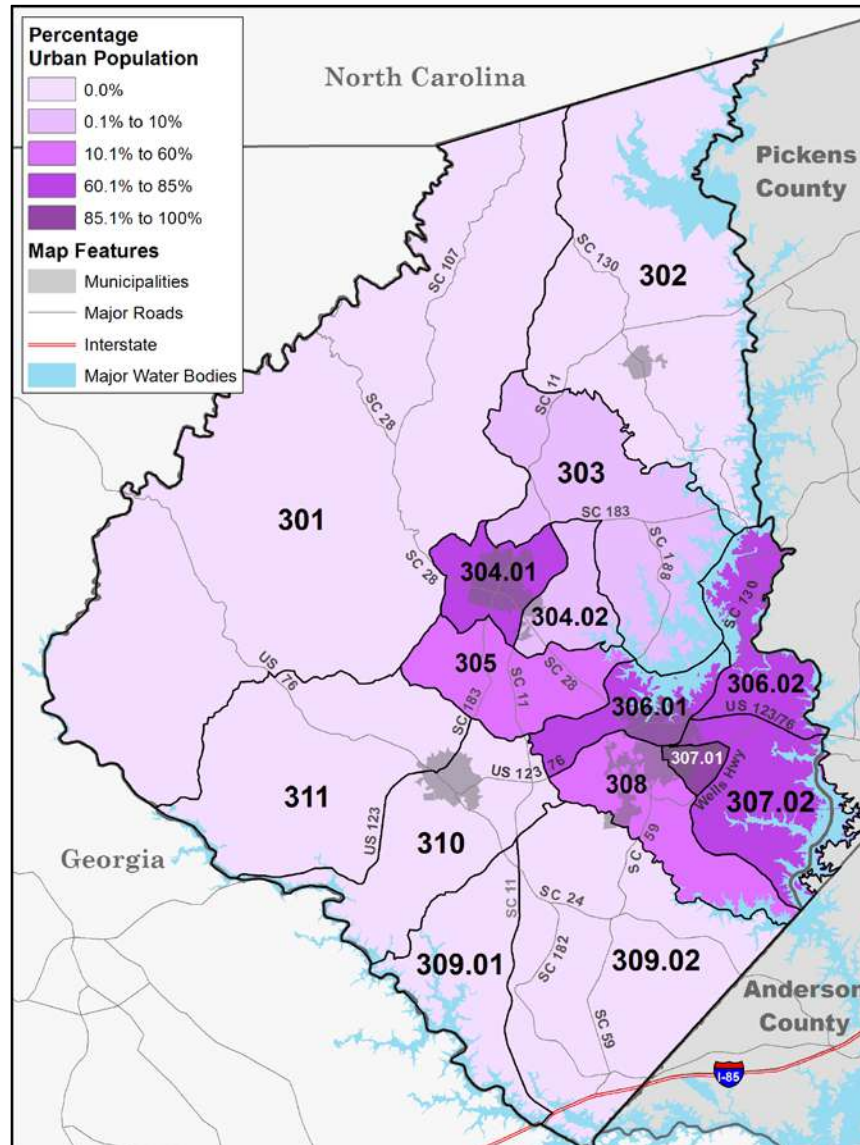 Percentage
Urban Population
0.0%
0.1% to 10%
10.1% to 60%
60.1% to 85%
85.1% to 100%
Map Features
Municipalities
Major Roads
Interstate
Major Water Bodies
North Carolina
Pickens
County
SC 107
SC 130
302
SC 11
SC 28
303
301
SC 183
SC 188
SC 28
304.01
304.02
SC 130
305
SC 28
306.01
306.02
US 76
SC 183
SC 11
US 123/76
307.01
Wells Hwy
US 123
76
308
307.02
311
US 123
310
SC 59
Georgia
SC 11
SC 24
309.01
SC 182
309.02
SC 59
Anderson
County
I-85